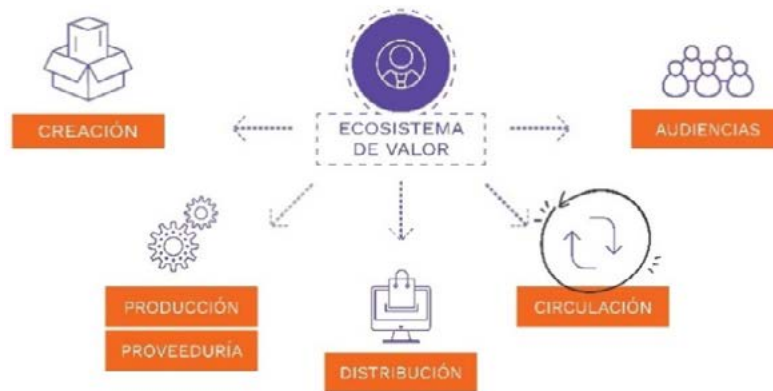 ECOSISTEMA
DE VALOR
CREACIÓN
AUDIENCIAS
PRODUCCIÓN
PROVEEDURÍA
DISTRIBUCIÓN
CIRCULACIÓN